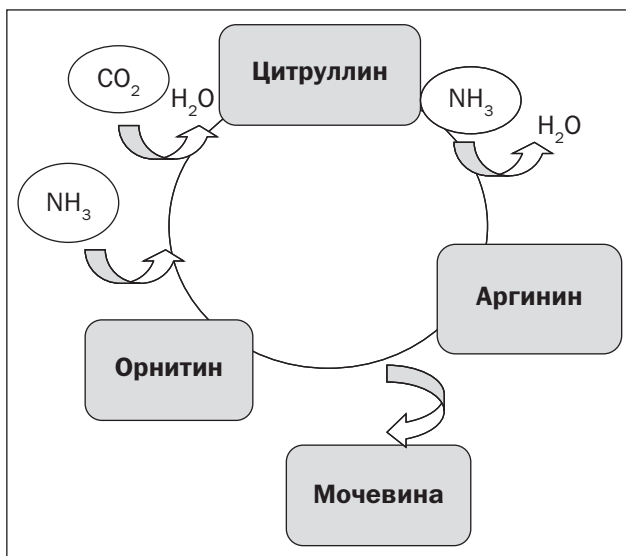 Цитруллин
CO₂
H₂O
NH₃
H₂O
NH₃
Аргинин
Орнитин
Мочевина